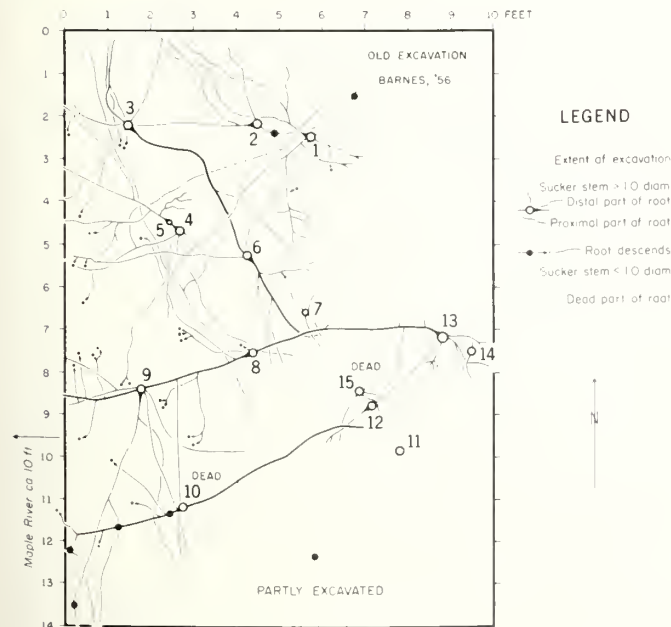 0 1 2 3 4 5 6 7 8 9 10 FEET
0
1
2
3
4
5
6
7
8
9
10
11
12
13
14
OLD EXCAVATION
BARNES, '56
3
2
1
4
5
6
7
13
14
8
9
DEAD
15
12
11
DEAD
10
PARTLY EXCAVATED
Maple River ca 10 ft
LEGEND
Extent of excavation
Sucker stem > 1.0 diam
Distal part of root
Proximal part of root
Root descends
Sucker stem < 1.0 diam
Dead part of root
N